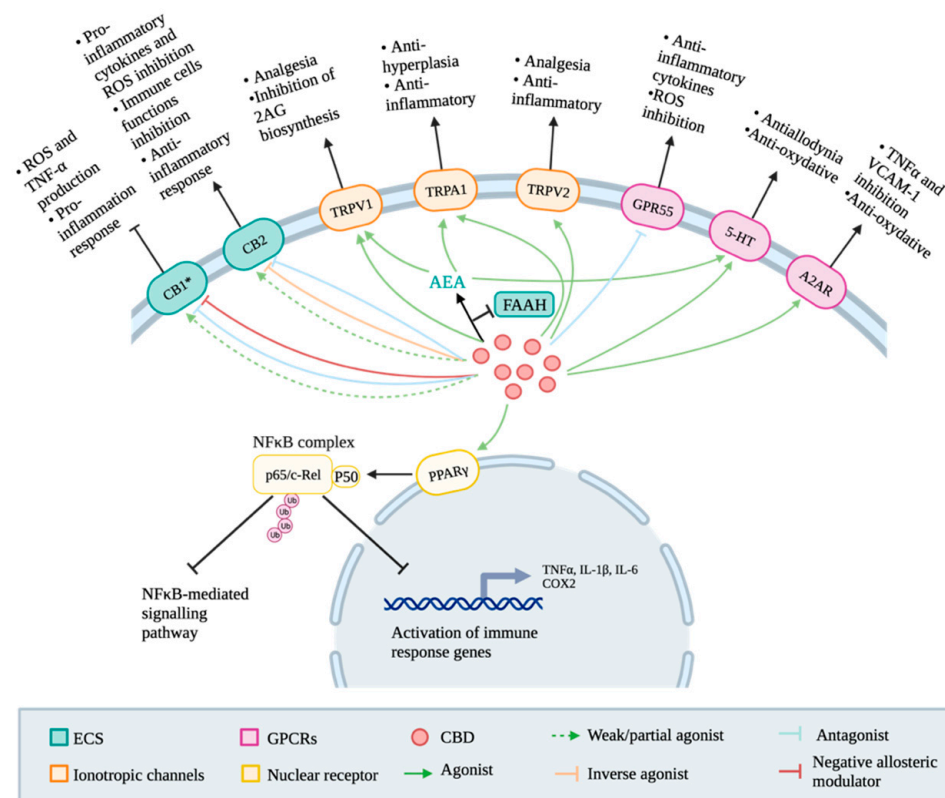 • Pro-
inflammatory
cytokines and
ROS inhibition
• Immune cells
functions
inhibition
• Anti-
inflammatory
response
• ROS and
TNF-α
production
• Pro-
inflammation
response
• Analgesia
•Inhibition of
2AG
biosynthesis
• Anti-
hyperplasia
• Anti-
inflammatory
• Analgesia
• Anti-
inflammatory
• Anti-
inflammatory
cytokines
•ROS
inhibition
• Antiallodynia
•Anti-oxydative
• TNFα and
VCAM-1
inhibition
•Anti-oxydative
CB1*
CB2
TRPV1
TRPA1
TRPV2
GPR55
5-HT
A2AR
AEA
FAAH
NFκB complex
p65/c-Rel
P50
PPARγ
Ub
Ub
Ub
Ub
NFκB-mediated
signalling
pathway
TNFα, IL-1β, IL-6
COX2
Activation of immune
response genes
ECS
GPCRs
CBD
Weak/partial agonist
Antagonist
Ionotropic channels
Nuclear receptor
Agonist
Inverse agonist
Negative allosteric
modulator